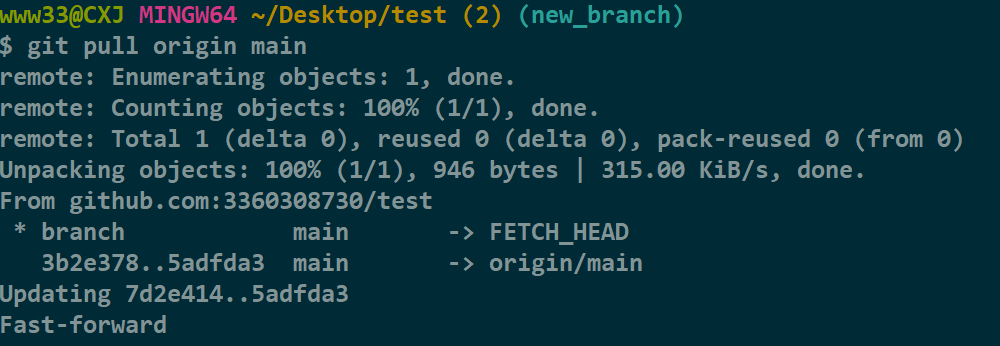 www33@CXJ MINGW64 ~/Desktop/test (2) (new_branch)
$ git pull origin main
remote: Enumerating objects: 1, done.
remote: Counting objects: 100% (1/1), done.
remote: Total 1 (delta 0), reused 0 (delta 0), pack-reused 0 (from 0)
Unpacking objects: 100% (1/1), 946 bytes | 315.00 KiB/s, done.
From github.com:3360308730/test
 * branch            main       -> FETCH_HEAD
   3b2e378..5adfda3  main       -> origin/main
Updating 7d2e414..5adfda3
Fast-forward